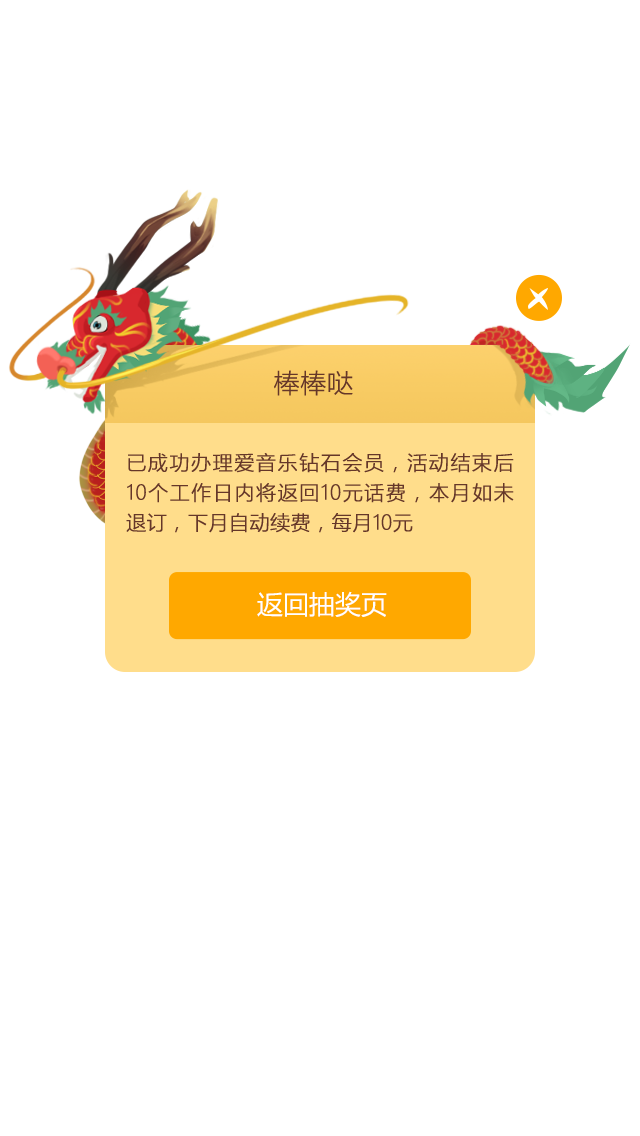 棒棒哒
已成功办理爱音乐钻石会员，活动结束后
10个工作日内将返回10元话费，本月如未
退订，下月自动续费，每月10元
返回抽奖页